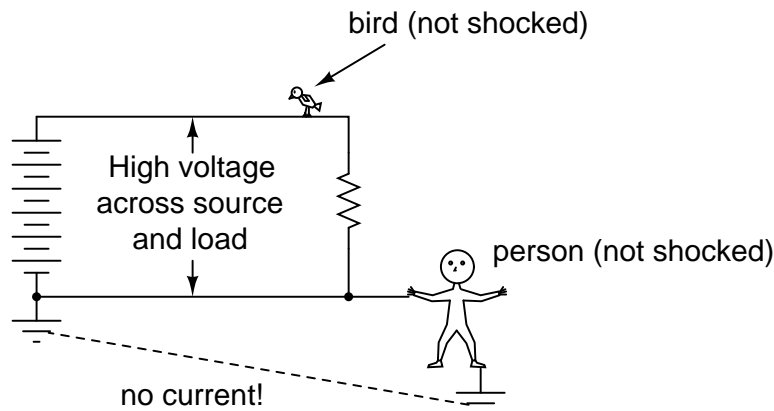 bird (not shocked)
High voltage
across source
and load
person (not shocked)
no current!